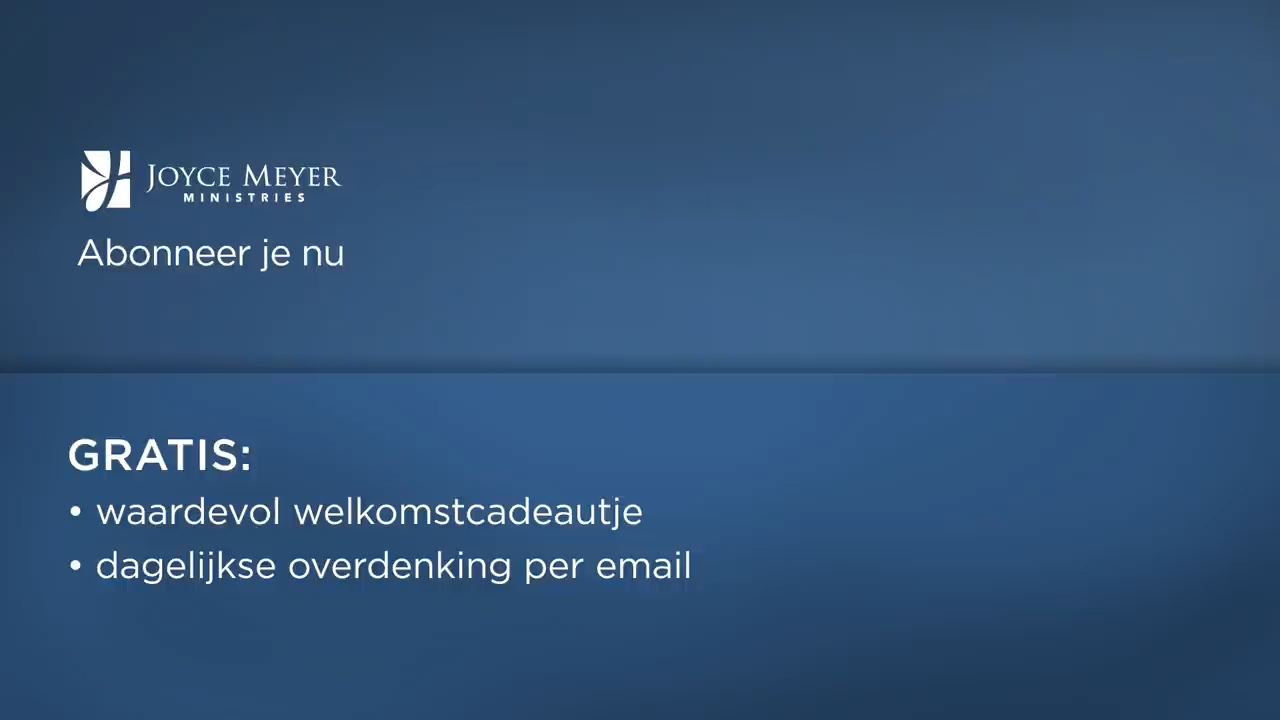 JOYCE MEYER
MINISTRIES
Abonneer je nu
GRATIS:
• waardevol welkomstcadeautje
• dagelijkse overdenking per email